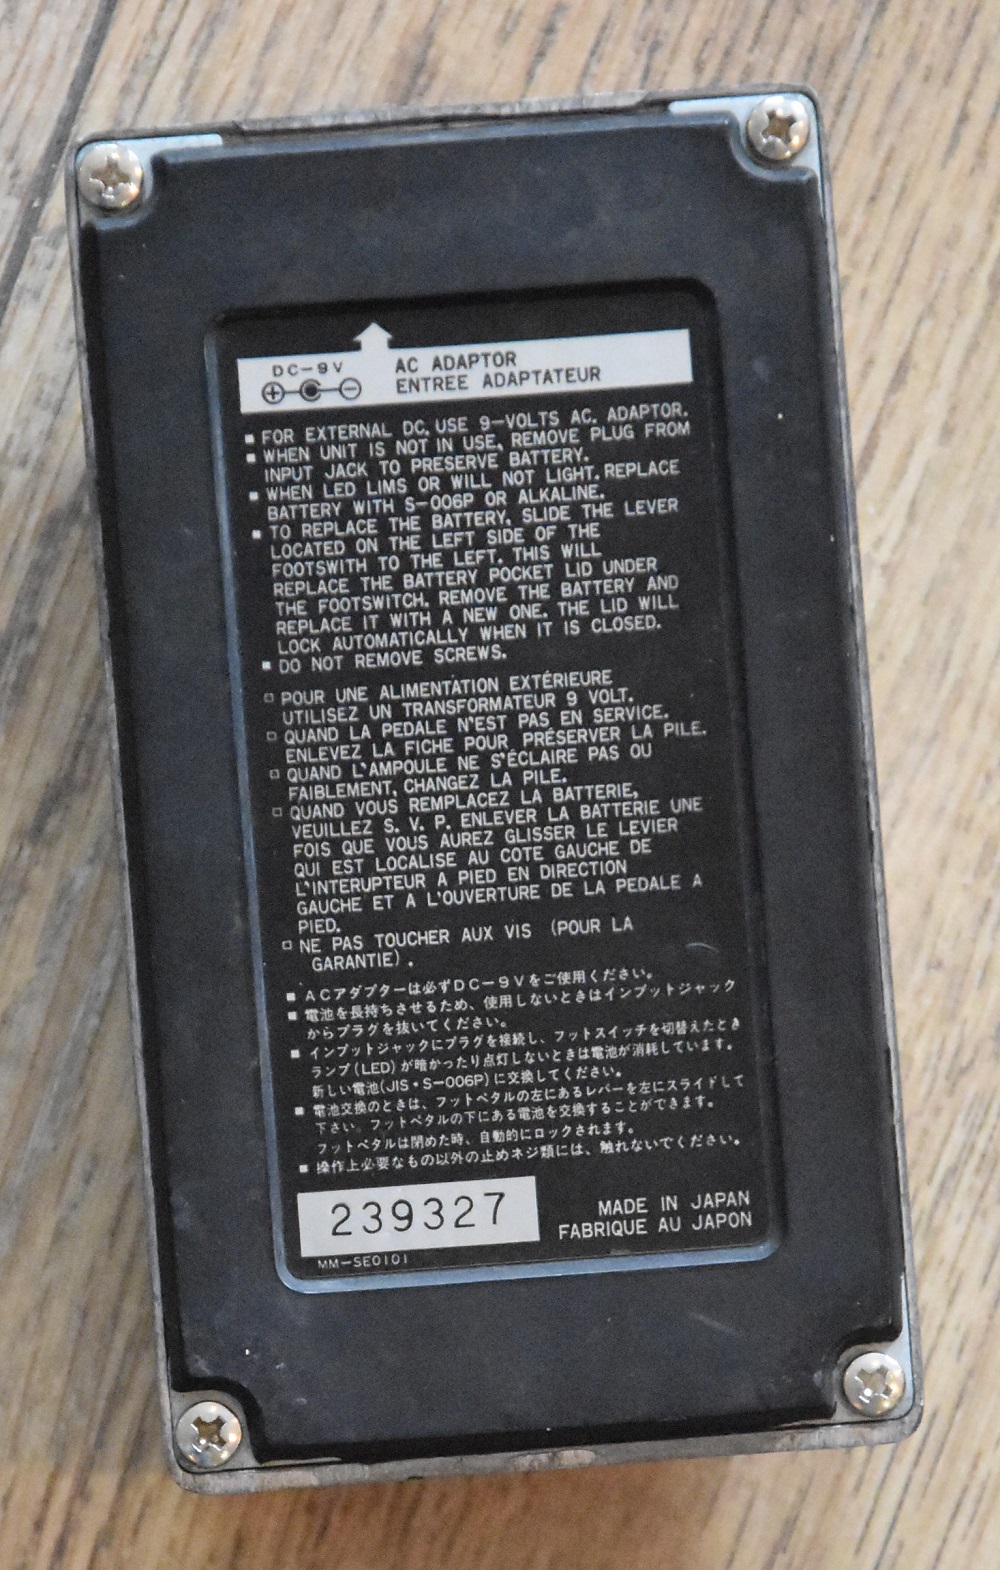 DC-9V
AC ADAPTOR
ENTREE ADAPTATEUR
■ FOR EXTERNAL DC, USE 9-VOLTS AC. ADAPTOR.
■ WHEN UNIT IS NOT IN USE, REMOVE PLUG FROM
INPUT JACK TO PRESERVE BATTERY.
■ WHEN LED LIMS OR WILL NOT LIGHT, REPLACE
BATTERY WITH S-006P OR ALKALINE.
■ TO REPLACE THE BATTERY, SLIDE THE LEVER
LOCATED ON THE LEFT SIDE OF THE
FOOTSWITH TO THE LEFT. THIS WILL
REPLACE THE BATTERY POCKET LID UNDER
THE FOOTSWITCH. REMOVE THE BATTERY AND
REPLACE IT WITH A NEW ONE. THE LID WILL
LOCK AUTOMATICALLY WHEN IT IS CLOSED.
■ DO NOT REMOVE SCREWS.
□ POUR UNE ALIMENTATION EXTÉRIEURE
UTILISEZ UN TRANSFORMATEUR 9 VOLT.
□ QUAND LA PEDALE N'EST PAS EN SERVICE.
ENLEVEZ LA FICHE POUR PRÉSERVER LA PILE.
□ QUAND L'AMPOULE NE S'ÉCLAIRE PAS OU
FAIBLEMENT, CHANGEZ LA PILE.
□ QUAND VOUS REMPLACEZ LA BATTERIE,
VEUILLEZ S. V. P. ENLEVER LA BATTERIE UNE
FOIS QUE VOUS AUREZ GLISSER LE LEVIER
QUI EST LOCALISE AU COTE GAUCHE DE
L'INTERUPTEUR A PIED EN DIRECTION
GAUCHE ET A L'OUVERTURE DE LA PEDALE A
PIED.
□ NE PAS TOUCHER AUX VIS (POUR LA
GARANTIE).
■ ACアダプターは必ずDC-9Vをご使用ください。
■ 電池を長持ちさせるため、使用しないときはインプットジャック
からプラグを抜いてください。
■ インプットジャックにプラグを接続し、フットスイッチを切替えたとき
ランプ(LED)が暗かったり点灯しないときは電池が消耗しています。
新しい電池(JIS・S-006P)に交換してください。
■ 電池交換のときは、フットペタルの左にあるレバーを左にスライドして
下さい。フットペタルの下にある電池を交換することができます。
フットペタルは閉めた時、自動的にロックされます。
■ 操作上必要なもの以外の止めネジ類には、触れないでください。
239327
MADE IN JAPAN
FABRIQUE AU JAPON
MM-SE0101